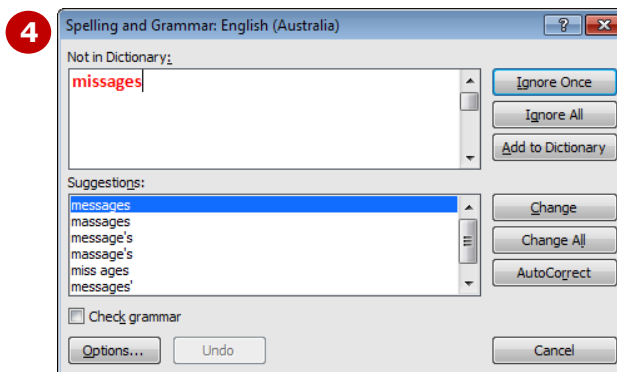 4
Spelling and Grammar: English (Australia)
Not in Dictionary:
missages
Ignore Once
Ignore All
Add to Dictionary
Suggestions:
messages
massages
message's
massage's
miss ages
messages'
Change
Change All
AutoCorrect
Check grammar
Options...
Undo
Cancel